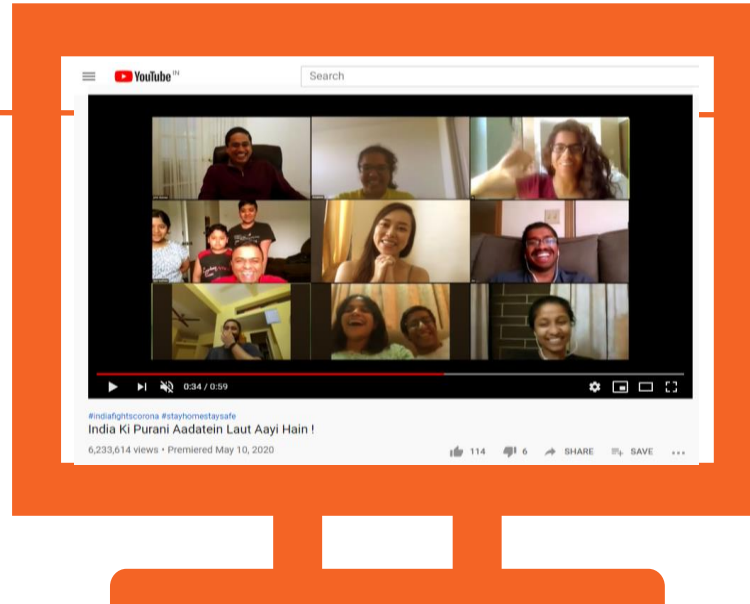 YouTube IN
Search
0:34 / 0:59
#indiafightscorona #stayhomestaysafe
India Ki Purani Aadatein Laut Aayi Hain !
6,233,614 views • Premiered May 10, 2020
114 6 SHARE SAVE